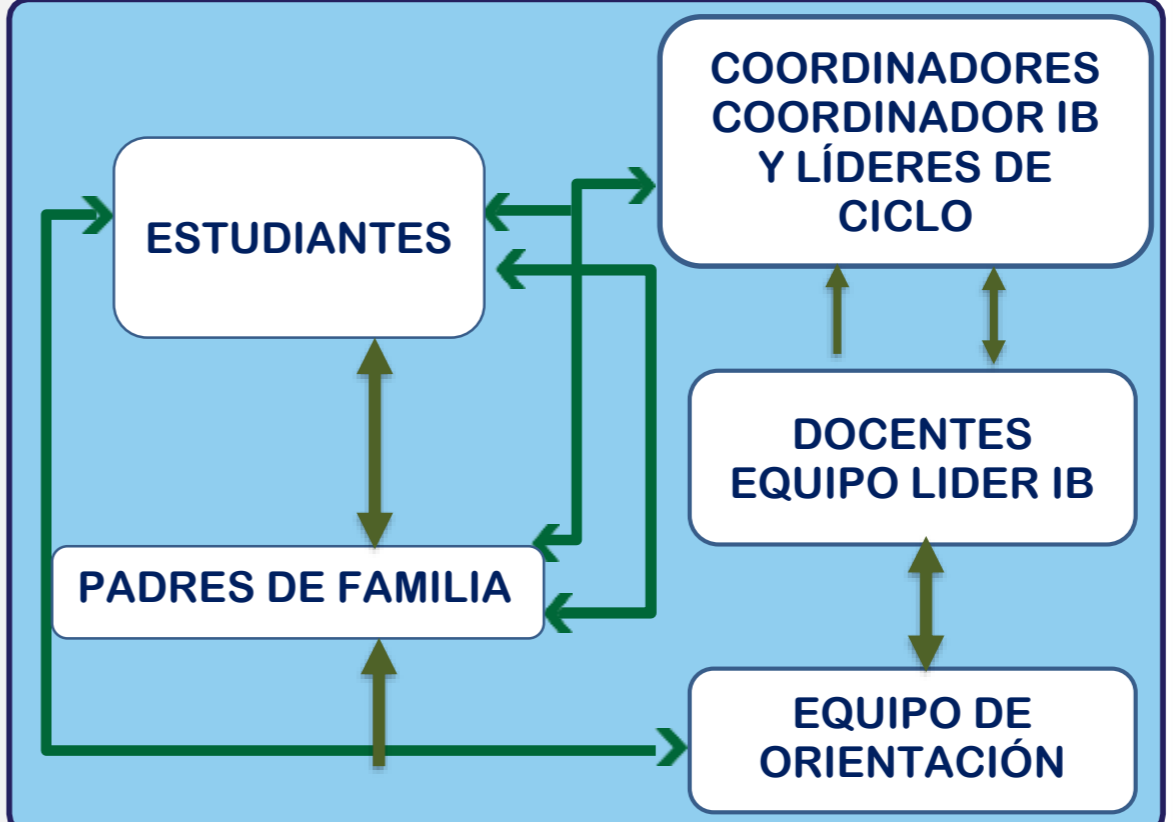 COORDINADORES
COORDINADOR IB
Y LÍDERES DE
CICLO
ESTUDIANTES
DOCENTES
EQUIPO LIDER IB
PADRES DE FAMILIA
EQUIPO DE
ORIENTACIÓN